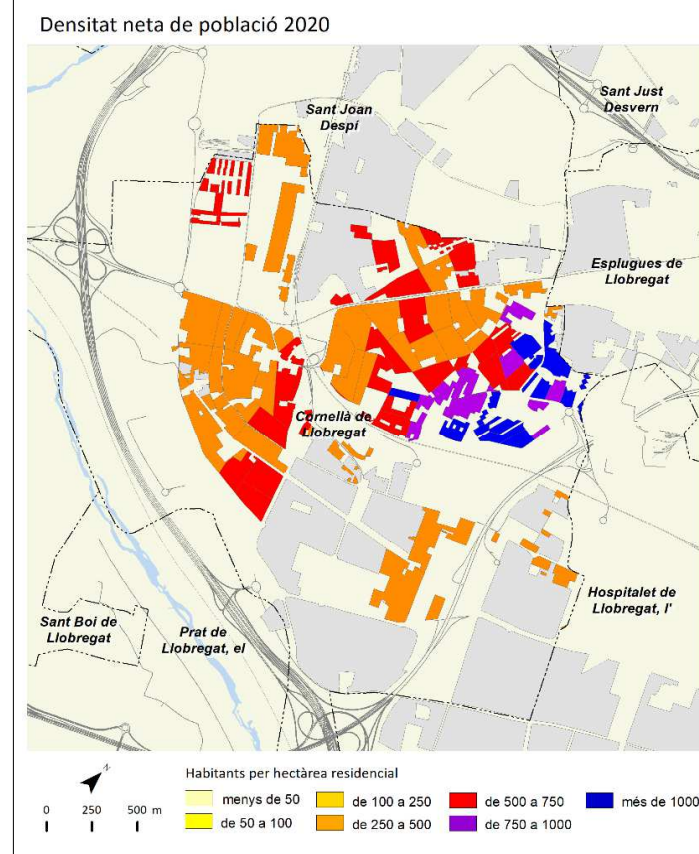 Densitat neta de població 2020
Sant Just
Desvern
Sant Joan
Despí
Esplugues de
Llobregat
Cornellà de
Llobregat
Hospitalet de
Llobregat, l'
Sant Boi de
Llobregat
Prat de
Llobregat, el
Habitants per hectàrea residencial
N
0 250 500 m
menys de 50
de 50 a 100
de 100 a 250
de 250 a 500
de 500 a 750
de 750 a 1000
més de 1000